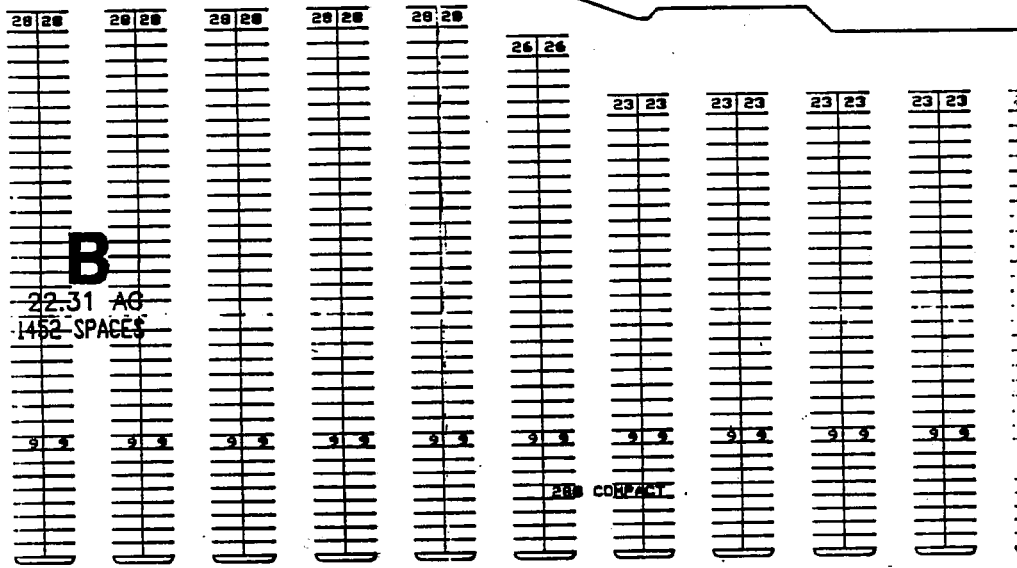 28 28 28 28 28 28 28 28 28 28
26 26
23 23 23 23 23 23 23 23
B
22.31 AC
1452 SPACES
9 9 9 9 9 9 9 9 9 9 9 9 9 9 9 9 9 9 9 9
COMPACT